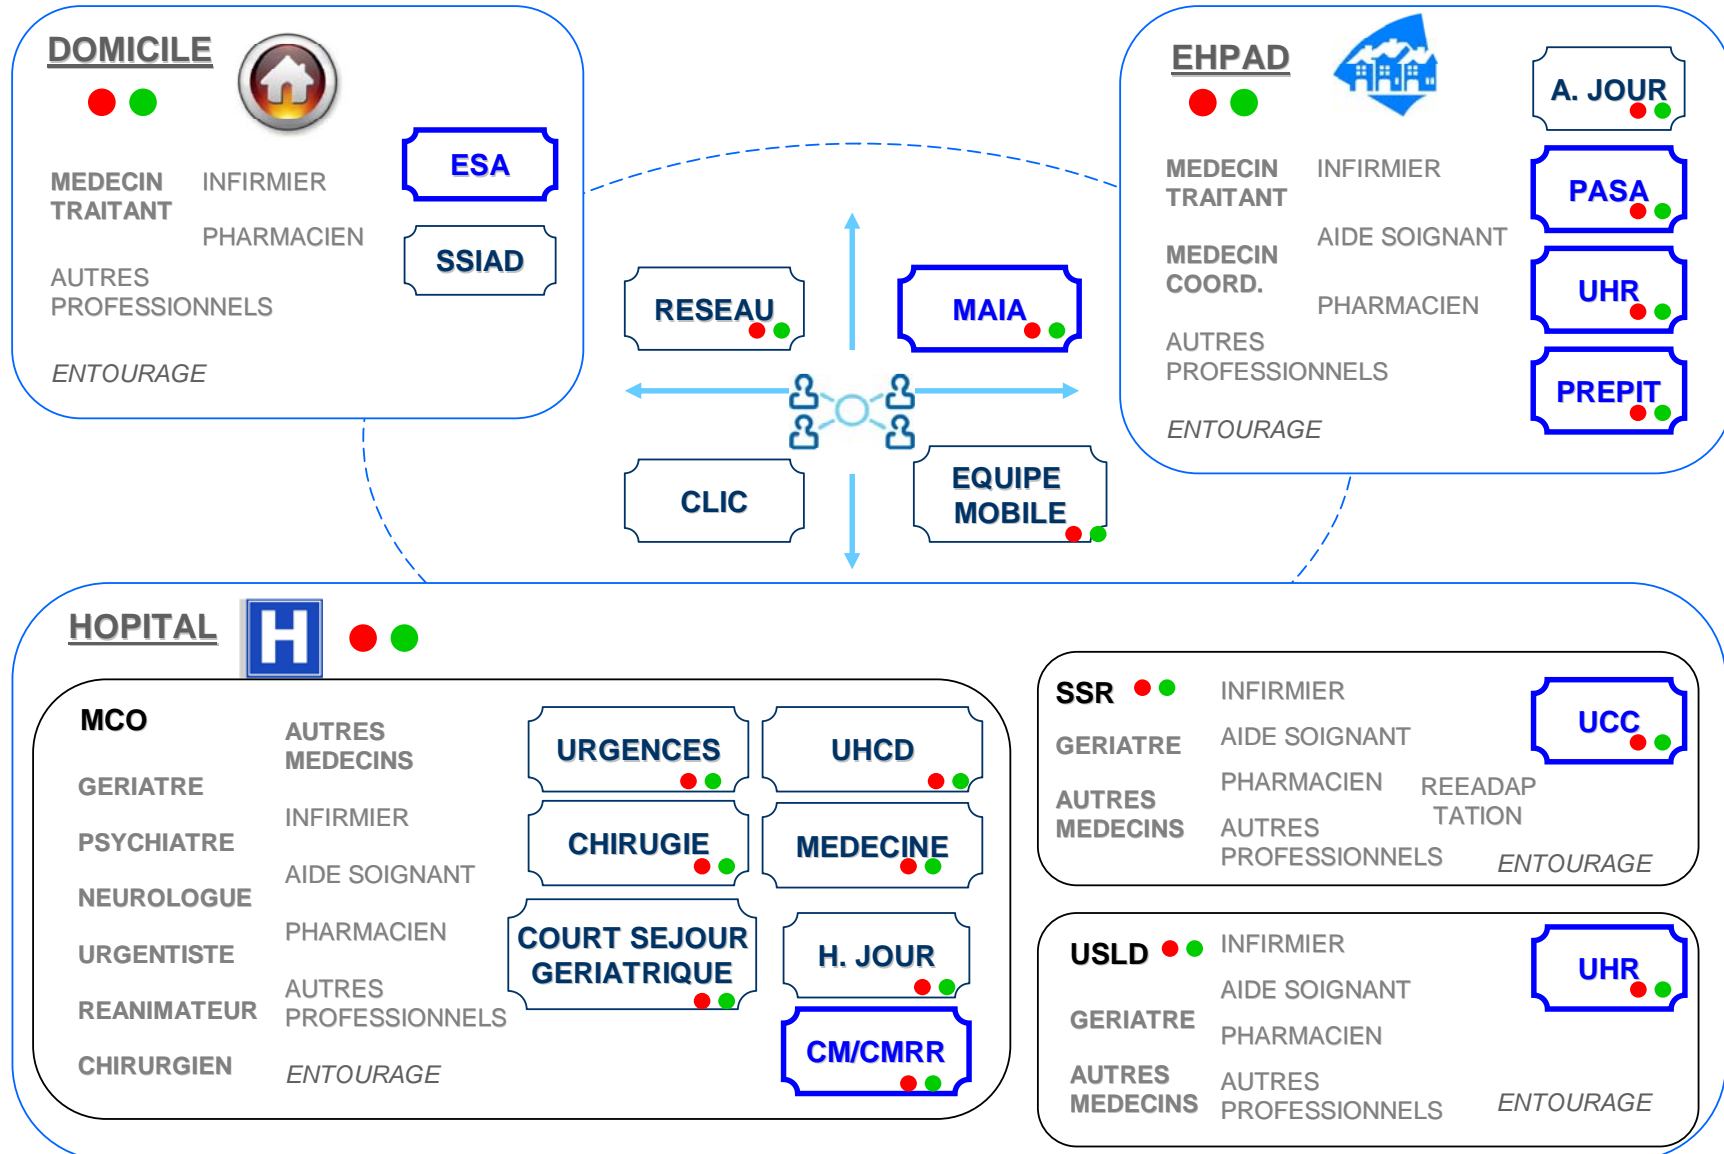 DOMICILE
MEDECIN
TRAITANT
INFIRMIER
PHARMACIEN
AUTRES
PROFESSIONNELS
ENTOURAGE
ESA
SSIAD
EHPAD
MEDECIN
TRAITANT
MEDECIN
COORD.
AUTRES
PROFESSIONNELS
ENTOURAGE
INFIRMIER
AIDE SOIGNANT
PHARMACIEN
A. JOUR
PASA
UHR
PREPIT
RESEAU
MAIA
CLIC
EQUIPE
MOBILE
HOPITAL
H
MCO
GERIATRE
PSYCHIATRE
NEUROLOGUE
URGENTISTE
REANIMATEUR
CHIRURGIEN
AUTRES
MEDECINS
INFIRMIER
AIDE SOIGNANT
PHARMACIEN
AUTRES
PROFESSIONNELS
ENTOURAGE
URGENCES
UHCD
CHIRUGIE
MEDECINE
COURT SEJOUR
GERIATRIQUE
H. JOUR
CM/CMRR
SSR
GERIATRE
AUTRES
MEDECINS
INFIRMIER
AIDE SOIGNANT
PHARMACIEN
AUTRES
PROFESSIONNELS
REEADAP
TATION
ENTOURAGE
UCC
USLD
GERIATRE
AUTRES
MEDECINS
INFIRMIER
AIDE SOIGNANT
PHARMACIEN
AUTRES
PROFESSIONNELS
ENTOURAGE
UHR